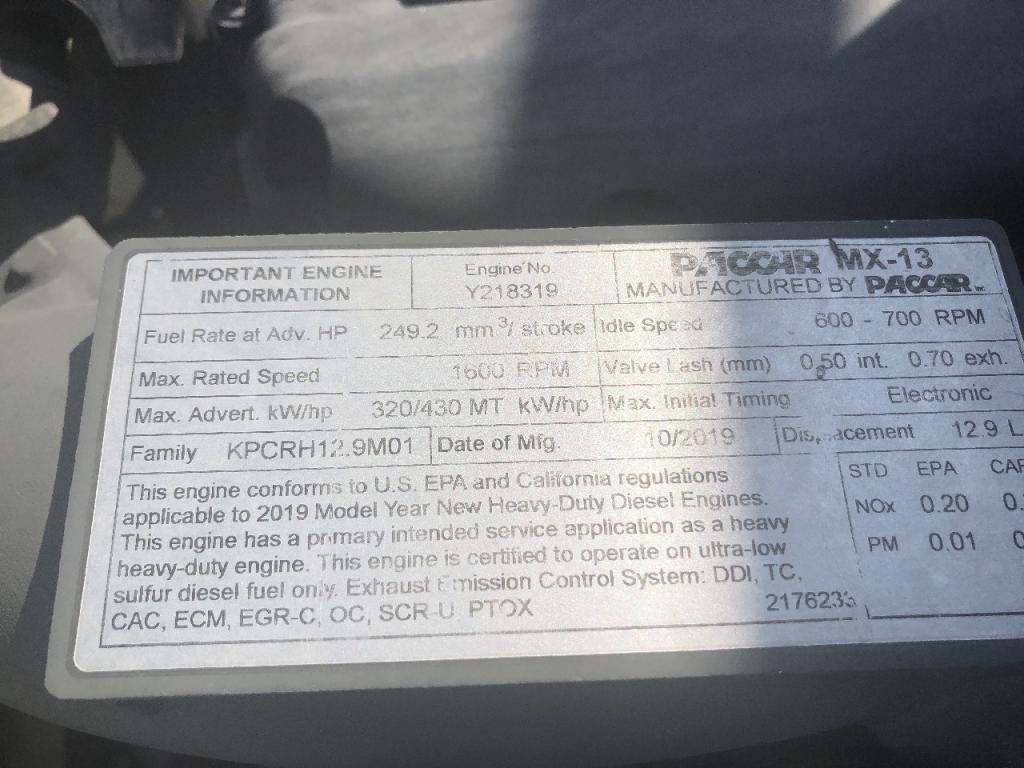 IMPORTANT ENGINE INFORMATION
Engine No. Y218319
PACCAR MX-13
MANUFACTURED BY PACCAR Inc
Fuel Rate at Adv. HP 249.2 mm³/ stroke Idle Speed 600 - 700 RPM
Max. Rated Speed 1600 RPM Valve Lash (mm) 0.50 int. 0.70 exh.
Max. Advert. kW/hp 320/430 MT kW/hp Max. Initial Timing Electronic
Family KPCRH12.9M01 Date of Mfg. 10/2019 Displacement 12.9 L
This engine conforms to U.S. EPA and California regulations
applicable to 2019 Model Year New Heavy-Duty Diesel Engines.
This engine has a primary intended service application as a heavy
heavy-duty engine. This engine is certified to operate on ultra-low
sulfur diesel fuel only. Exhaust Emission Control System: DDI, TC,
CAC, ECM, EGR-C, OC, SCR-U, PTOX
2176233
STD EPA
NOx 0.20
PM 0.01